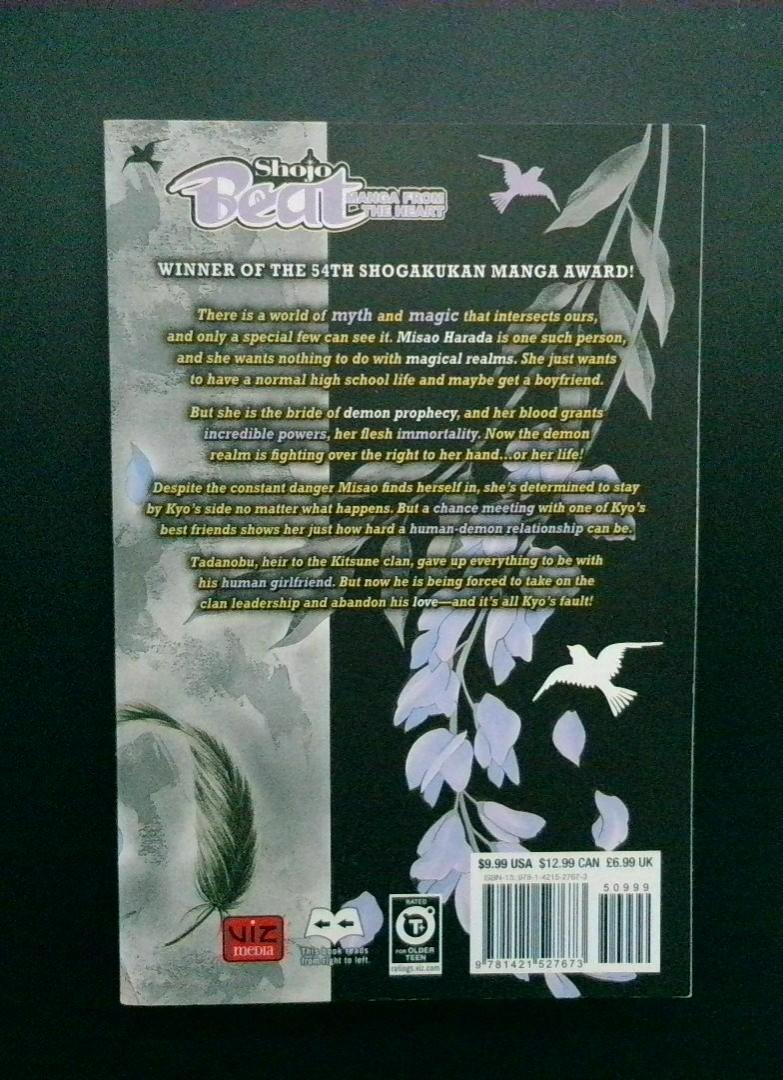 Shojo
Beat
MANGA FROM
THE HEART
WINNER OF THE 54TH SHOGAKUKAN MANGA AWARD!
There is a world of myth and magic that intersects ours,
and only a special few can see it. Misao Harada is one such person,
and she wants nothing to do with magical realms. She just wants
to have a normal high school life and maybe get a boyfriend.
But she is the bride of demon prophecy, and her blood grants
incredible powers, her flesh immortality. Now the demon
realm is fighting over the right to her hand...or her life!
Despite the constant danger Misao finds herself in, she's determined to stay
by Kyo's side no matter what happens. But a chance meeting with one of Kyo's
best friends shows her just how hard a human-demon relationship can be.
Tadanobu, heir to the Kitsune clan, gave up everything to be with
his human girlfriend. But now he is being forced to take on the
clan leadership and abandon his love—and it's all Kyo's fault!
$9.99 USA $12.99 CAN £6.99 UK
ISBN-13: 978-1-4215-2767-3
50999
9 781421 527673
viz
media
This book reads
from right to left.
RATED
T+
FOR OLDER
TEEN
ratings.viz.com